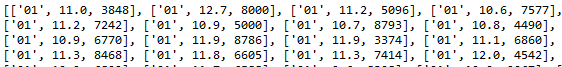 [['01', 11.0, 3848], ['01', 12.7, 8000], ['01', 11.2, 5096], ['01', 10.6, 7577],
['01', 11.2, 7242], ['01', 10.9, 5000], ['01', 10.7, 8793], ['01', 10.8, 4490],
['01', 10.9, 6770], ['01', 11.9, 8786], ['01', 11.9, 3374], ['01', 11.1, 6860],
['01', 11.3, 8468], ['01', 11.8, 6605], ['01', 11.3, 7414], ['01', 12.0, 4542],